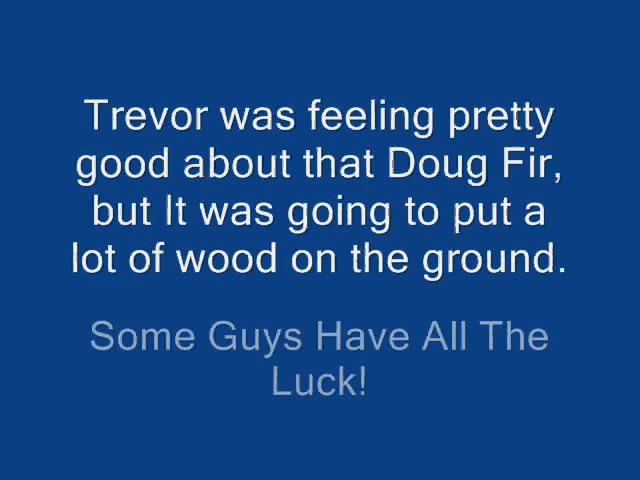 Trevor was feeling pretty
good about that Doug Fir,
but It was going to put a
lot of wood on the ground.
Some Guys Have All The
Luck!